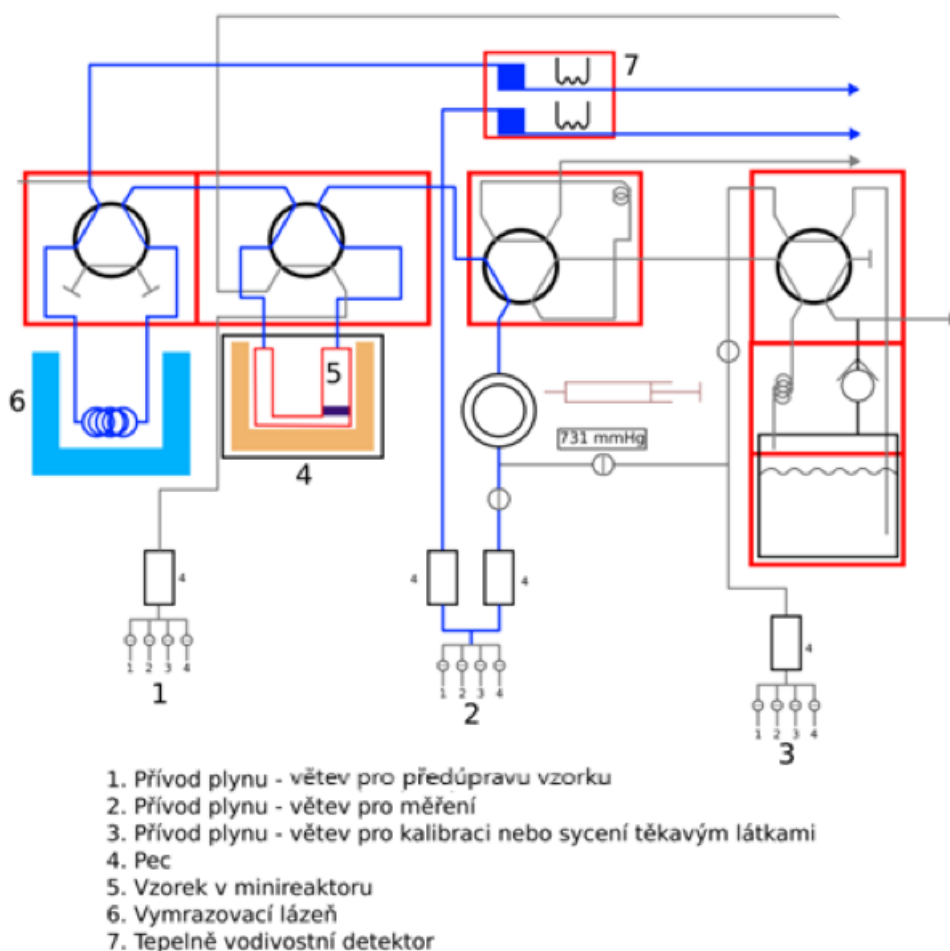 7
5
6
731 mmHg
4
4
4
4
1 2 3 4
1
1 2 3 4
2
4
1 2 3 4
3
1. Přívod plynu - větev pro předúpravu vzorku
2. Přívod plynu - větev pro měření
3. Přívod plynu - větev pro kalibraci nebo sycení těkavým látkami
4. Pec
5. Vzorek v minireaktoru
6. Vymrazovací lázeň
7. Tepelně vodivostní detektor